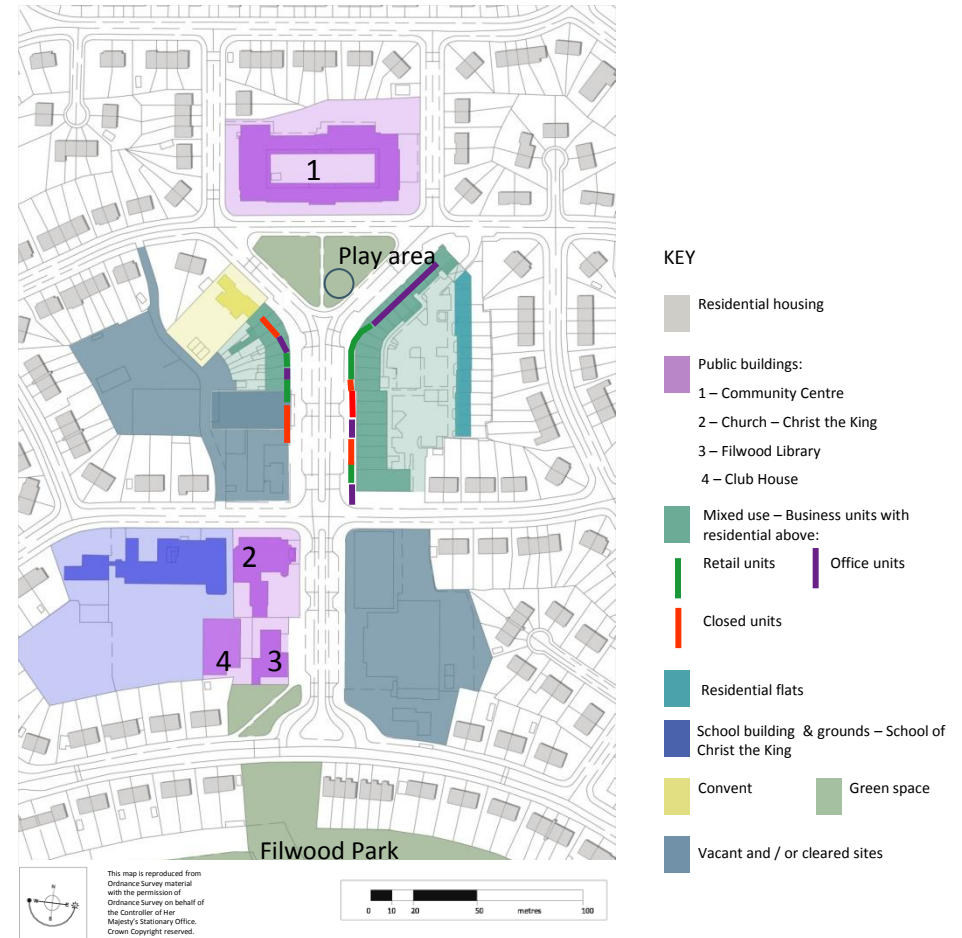 1
Play area
2
4
3
Filwood Park
KEY
Residential housing
Public buildings:
1 – Community Centre
2 – Church – Christ the King
3 – Filwood Library
4 – Club House
Mixed use – Business units with
residential above:
Retail units
Office units
Closed units
Residential flats
School building & grounds – School of
Christ the King
Convent
Green space
Vacant and / or cleared sites
N
W
E
S
This map is reproduced from
Ordnance Survey material
with the permission of
Ordnance Survey on behalf of
the Controller of Her
Majesty's Stationary Office.
Crown Copyright reserved.
0 10 20 50 metres 100